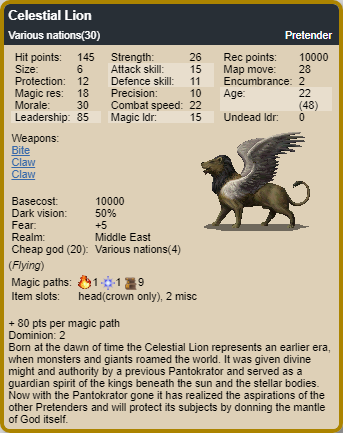 Celestial Lion
Various nations(30) Pretender
Hit points: 145 Strength: 26 Rec points: 10000
Size: 6 Attack skill: 15 Map move: 28
Protection: 12 Defence skill: 11 Encumbrance: 2
Magic res: 18 Precision: 10 Age: 22
Morale: 30 Combat speed: 22 (48)
Leadership: 85 Magic ldr: 15 Undead ldr: 0
Weapons:
Bite
Claw
Claw
Basecost: 10000
Dark vision: 50%
Fear: +5
Realm: Middle East
Cheap god (20): Various nations(4)
(Flying)
Magic paths: 1 1 9
Item slots: head(crown only), 2 misc
+ 80 pts per magic path
Dominion: 2
Born at the dawn of time the Celestial Lion represents an earlier era,
when monsters and giants roamed the world. It was given divine
might and authority by a previous Pantokrator and served as a
guardian spirit of the kings beneath the sun and the stellar bodies.
Now with the Pantokrator gone it has realized the aspirations of the
other Pretenders and will protect its subjects by donning the mantle
of God itself.